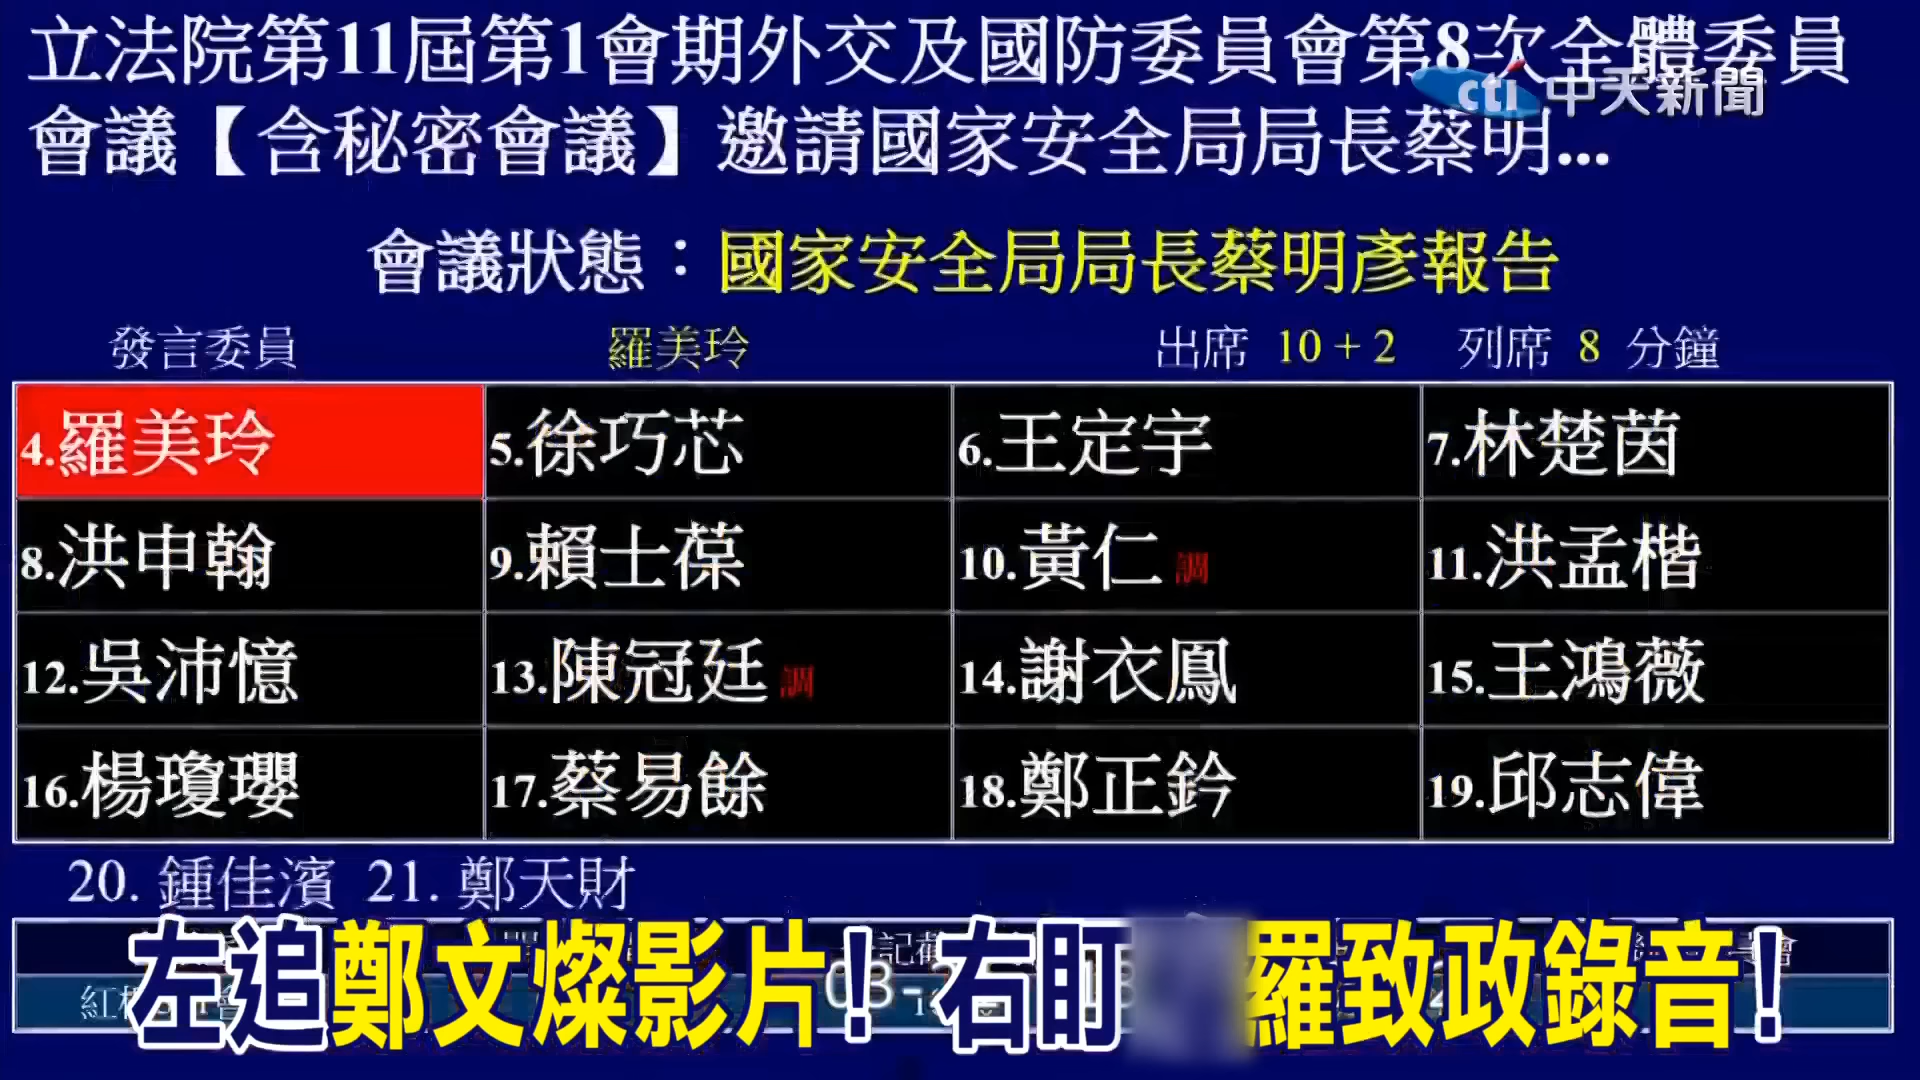 立法院第11屆第1會期外交及國防委員會第8次全體委員
cti 中天新聞
會議【含秘密會議】邀請國家安全局局長蔡明...
會議狀態：國家安全局局長蔡明彥報告
發言委員 羅美玲 出席 10 + 2 列席 8 分鐘
4.羅美玲 5.徐巧芯 6.王定宇 7.林楚茵
8.洪申翰 9.賴士葆 10.黃仁 調 11.洪孟楷
12.吳沛憶 13.陳冠廷 調 14.謝衣鳳 15.王鴻薇
16.楊瓊瓔 17.蔡易餘 18.鄭正鈐 19.邱志偉
20. 鍾佳濱 21. 鄭天財
左追鄭文燦影片！右盯羅致政錄音！